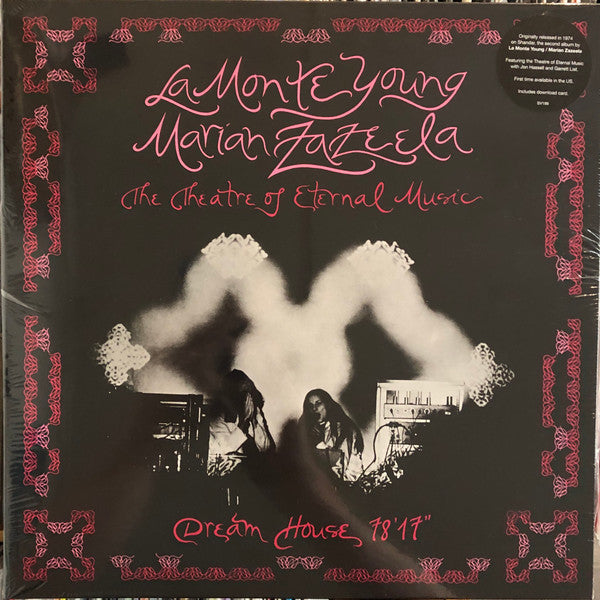 La Monte Young
Marian Zazeela
The Theatre of Eternal Music
Dream House 78'17"
Originally released in 1974
on Shandar, the second album by
La Monte Young / Marian Zazeela
Featuring the Theatre of Eternal Music
with Jon Hassell and Garrett List.
First time available in the US.
Includes download card.
SV188